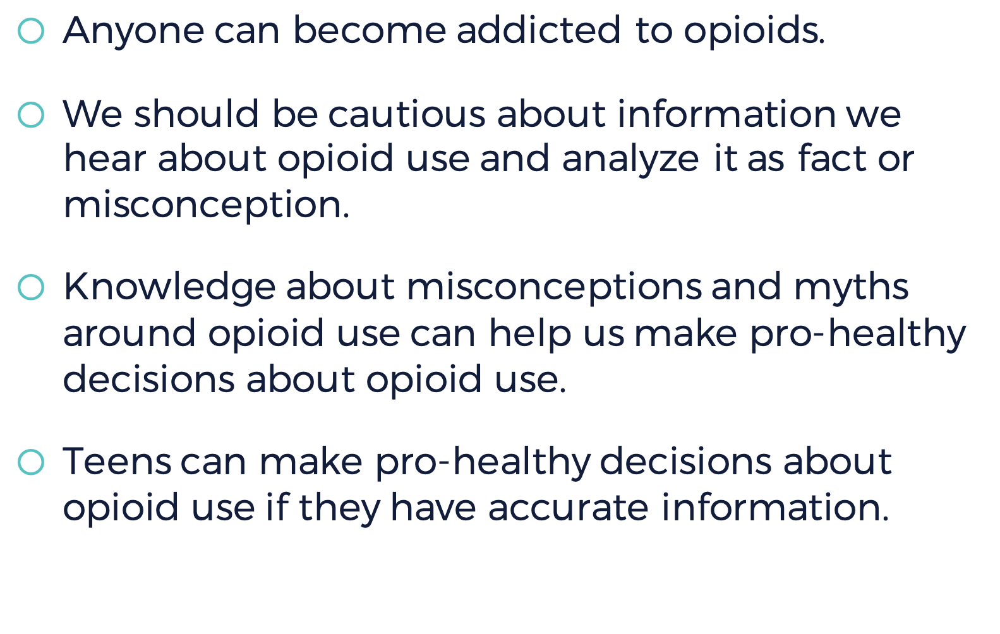 Anyone can become addicted to opioids.
We should be cautious about information we
hear about opioid use and analyze it as fact or
misconception.
Knowledge about misconceptions and myths
around opioid use can help us make pro-healthy
decisions about opioid use.
Teens can make pro-healthy decisions about
opioid use if they have accurate information.